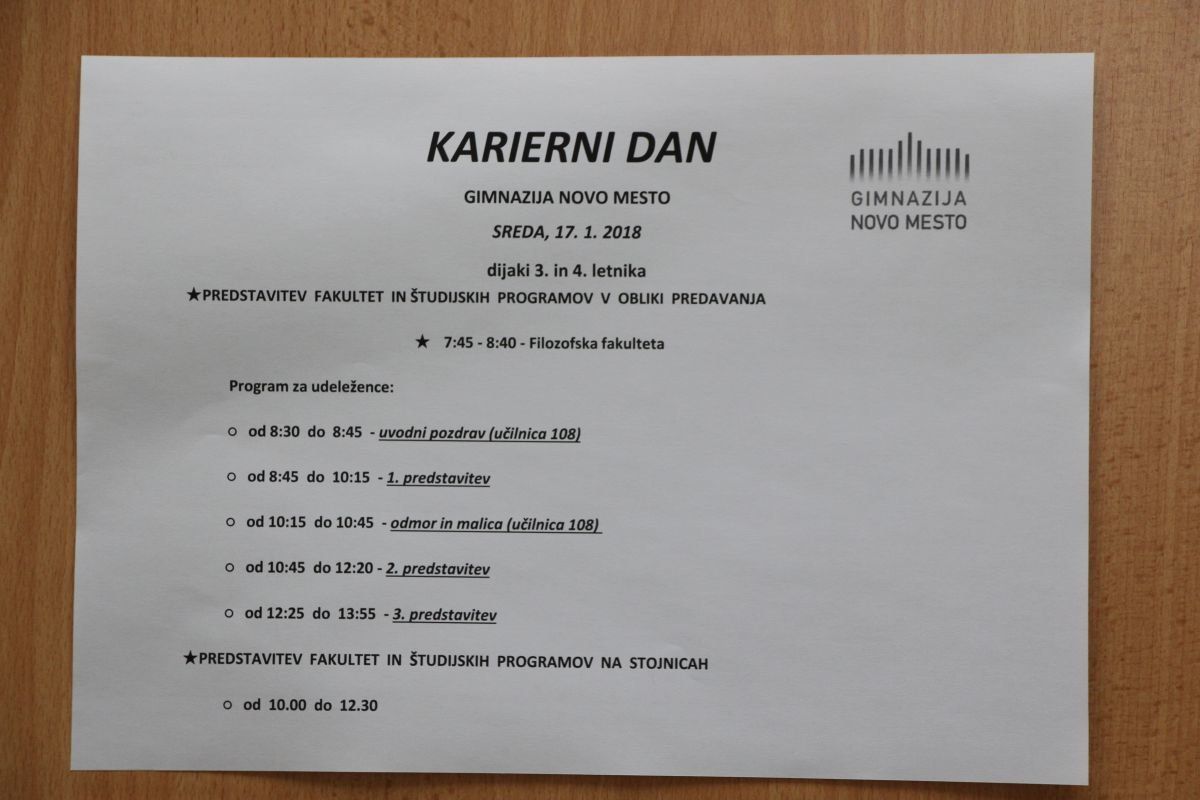 KARIERNI DAN
GIMNAZIJA NOVO MESTO
SREDA, 17. 1. 2018
dijaki 3. in 4. letnika
GIMNAZIJA
NOVO MESTO
★PREDSTAVITEV FAKULTET IN ŠTUDIJSKIH PROGRAMOV V OBLIKI PREDAVANJA
★ 7:45 - 8:40 - Filozofska fakulteta
Program za udeležence:
○ od 8:30 do 8:45 - uvodni pozdrav (učilnica 108)
○ od 8:45 do 10:15 - 1. predstavitev
○ od 10:15 do 10:45 - odmor in malica (učilnica 108)
○ od 10:45 do 12:20 - 2. predstavitev
○ od 12:25 do 13:55 - 3. predstavitev
★PREDSTAVITEV FAKULTET IN ŠTUDIJSKIH PROGRAMOV NA STOJNICAH
○ od 10.00 do 12.30